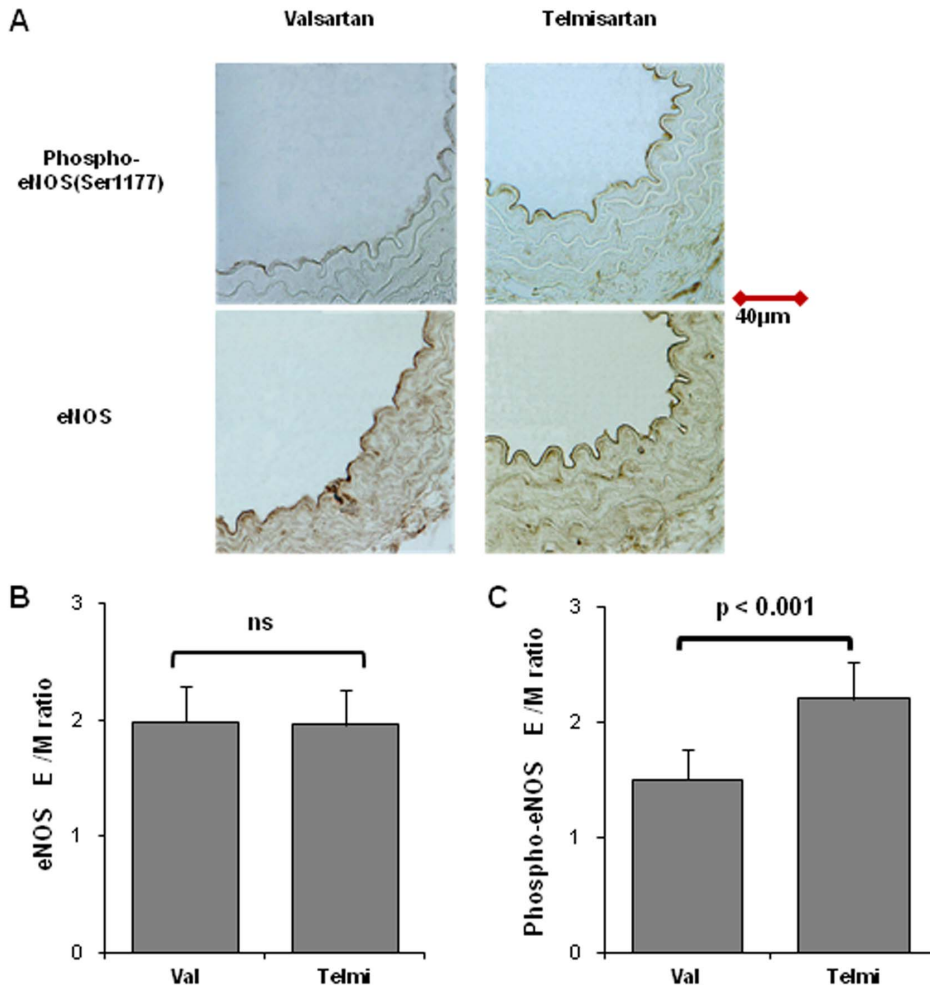 A
Valsartan
Telmisartan
Phospho-
eNOS(Ser1177)
40µm
eNOS
B
eNOS E /M ratio
3
2
1
0
ns
Val
Telmi
C
Phospho-eNOS E /M ratio
3
2
1
0
p < 0.001
Val
Telmi